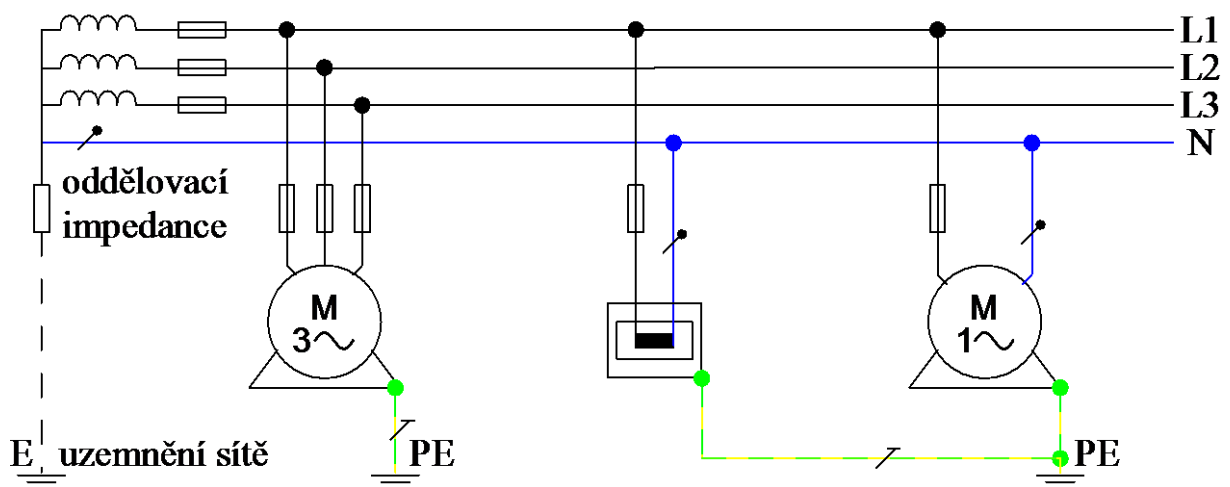 L1
L2
L3
N
oddělovací
impedance
M
3
M
1
E uzemnění sítě
PE
PE